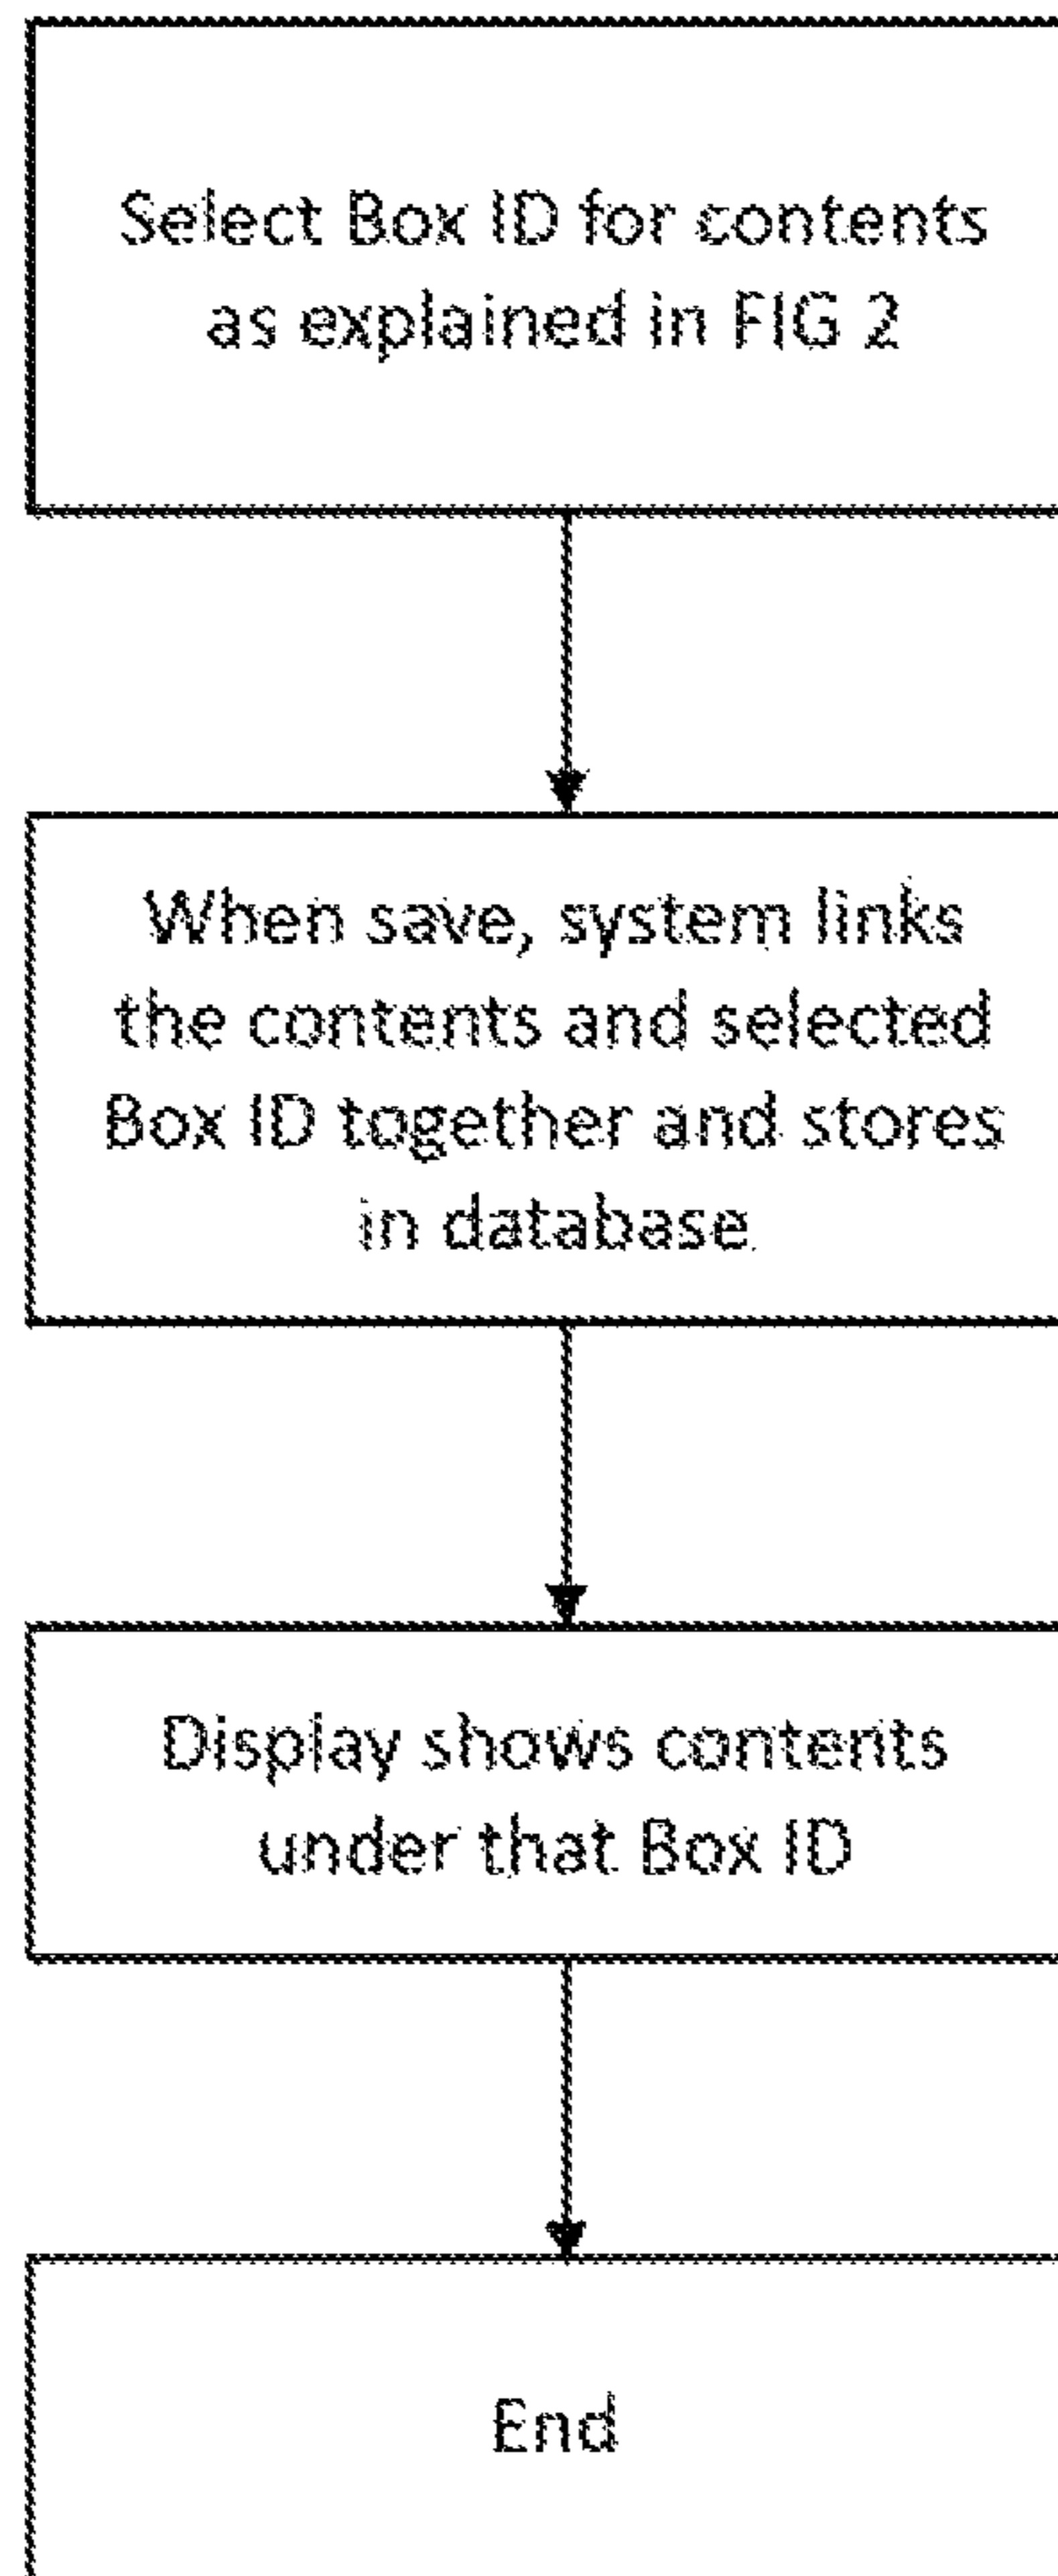 Select Box ID for contents
as explained in FIG 2
When save, system links
the contents and selected
Box ID together and stores
in database
Display shows contents
under that Box ID
End